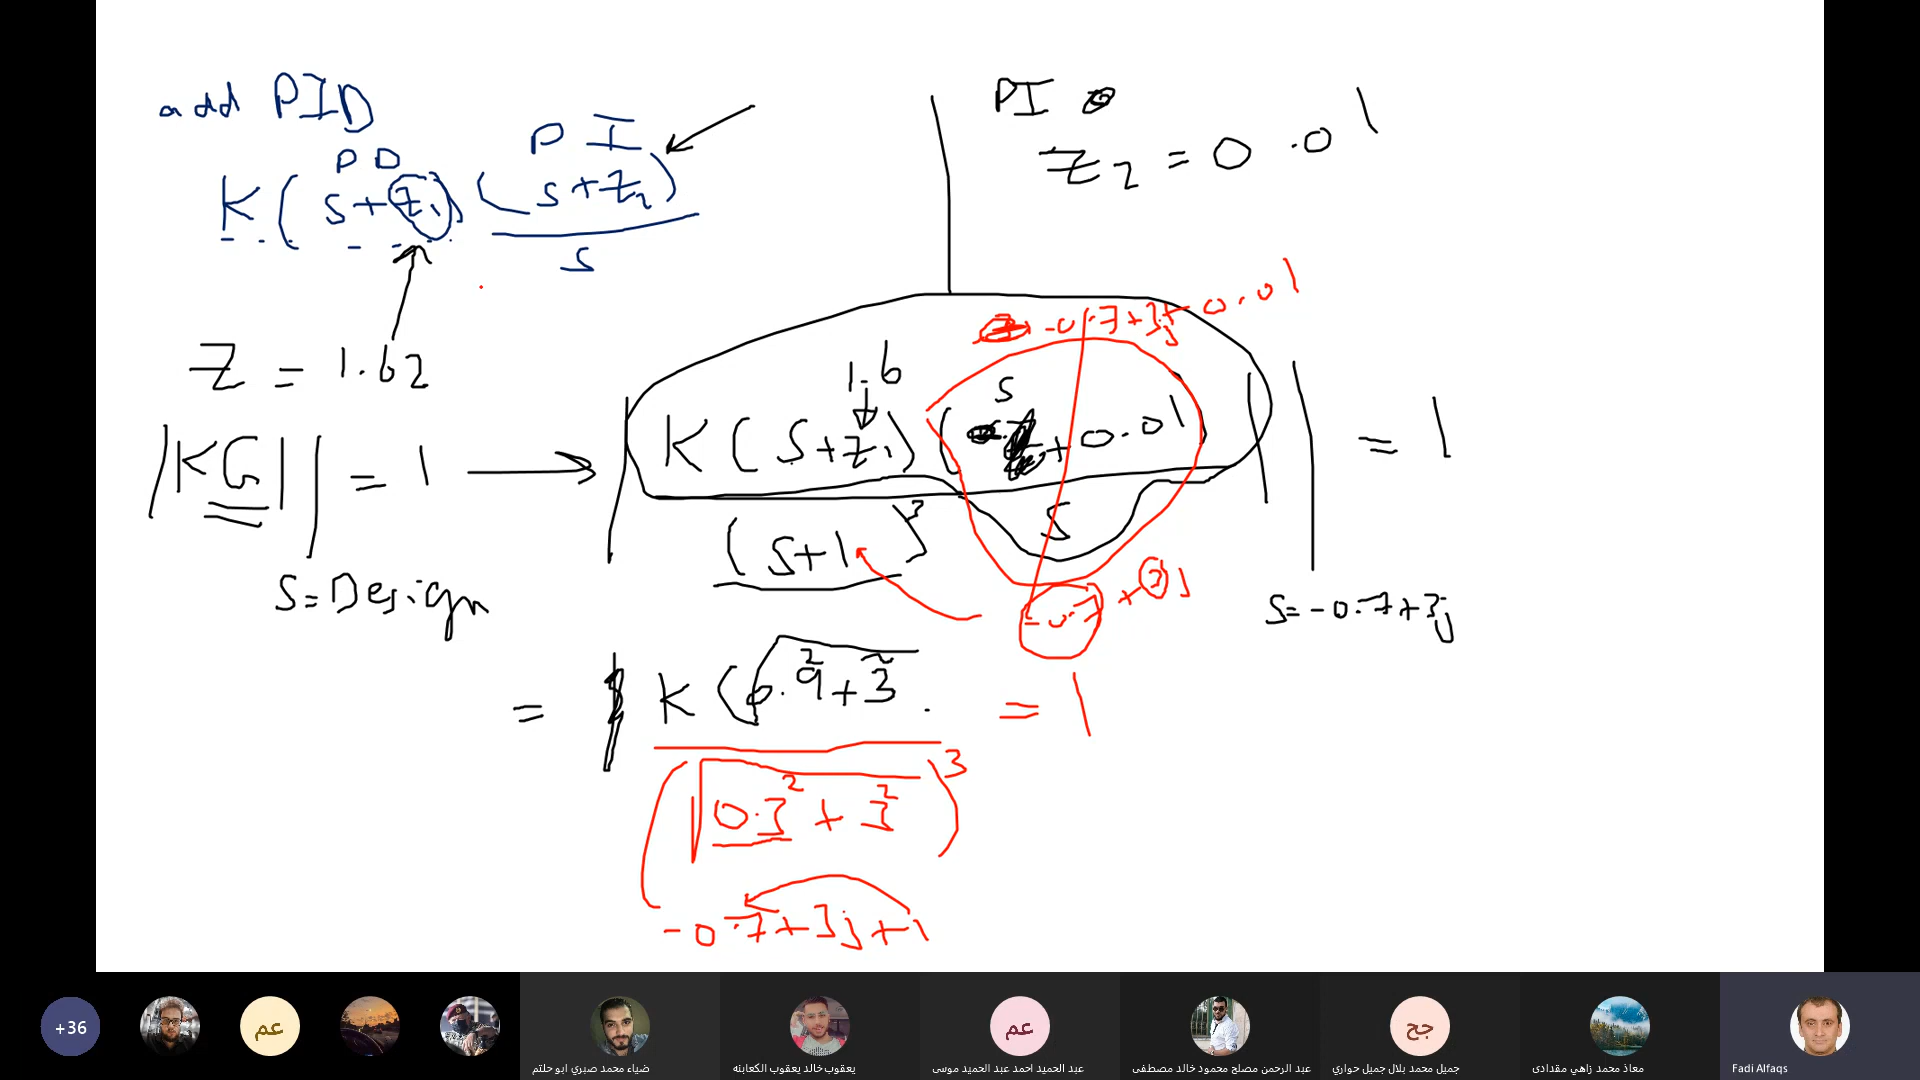 add PID
PD PI
K(s+z₁) (s+z₂)
s
PI
z₂ = 0.01
z = 1.62
-0.7+3j+0.01
1.6
s
|KG|| = 1 → | K(s+z₁) ( +0.01) || = 1
(s+1)³ s
s=Design
-0.7+3j
s=-0.7+3j
= K(√0.9²+3² . = 1
(√0.3²+3²)³
-0.7+3j+1
+36
عم
عم
جح
ضياء محمد صبري ابو حلتم
يعقوب خالد يعقوب الكعابنه
عبد الحميد احمد عبد الحميد موسى
عبد الرحمن مصلح محمود خالد مصطفى
جميل محمد بلال جميل حواري
معاذ محمد زاهي مقدادى
Fadi Alfaqs